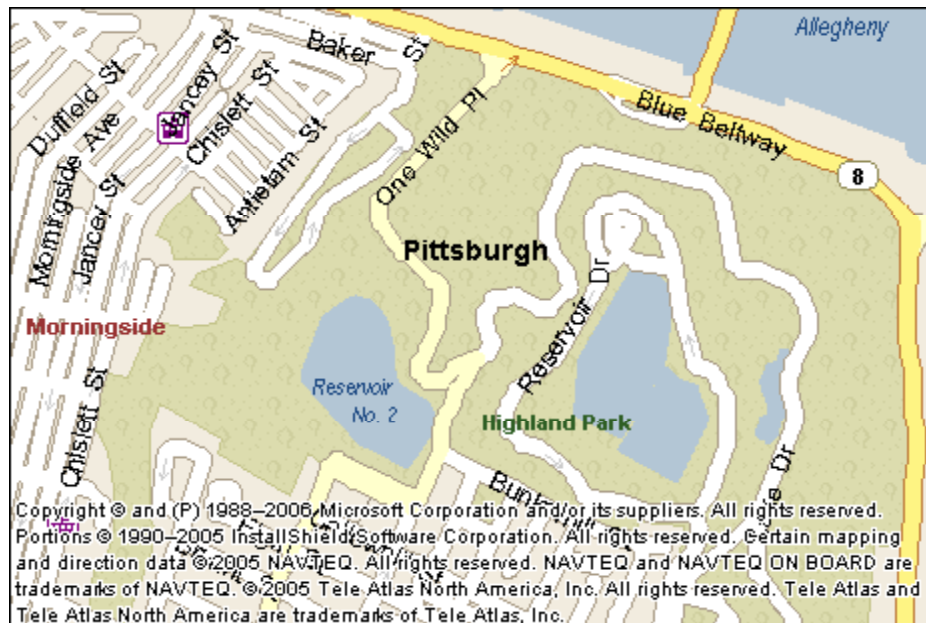 Allegheny
Baker
St
Jancey St
Duffield St
Morningside Ave
Chislett St
Antietam St
One Wild Pl
Blue Beltway
8
Morningside
Jancey St
Pittsburgh
Reservoir Dr
Morningside
Reservoir
No. 2
Highland Park
Chislett St
Dr
Copyright © and (P) 1988–2006 Microsoft Corporation and/or its suppliers. All rights reserved.
Portions © 1990–2005 InstallShield Software Corporation. All rights reserved. Certain mapping
and direction data © 2005 NAVTEQ. All rights reserved. NAVTEQ and NAVTEQ ON BOARD are
trademarks of NAVTEQ. © 2005 Tele Atlas North America, Inc. All rights reserved. Tele Atlas and
Tele Atlas North America are trademarks of Tele Atlas, Inc.